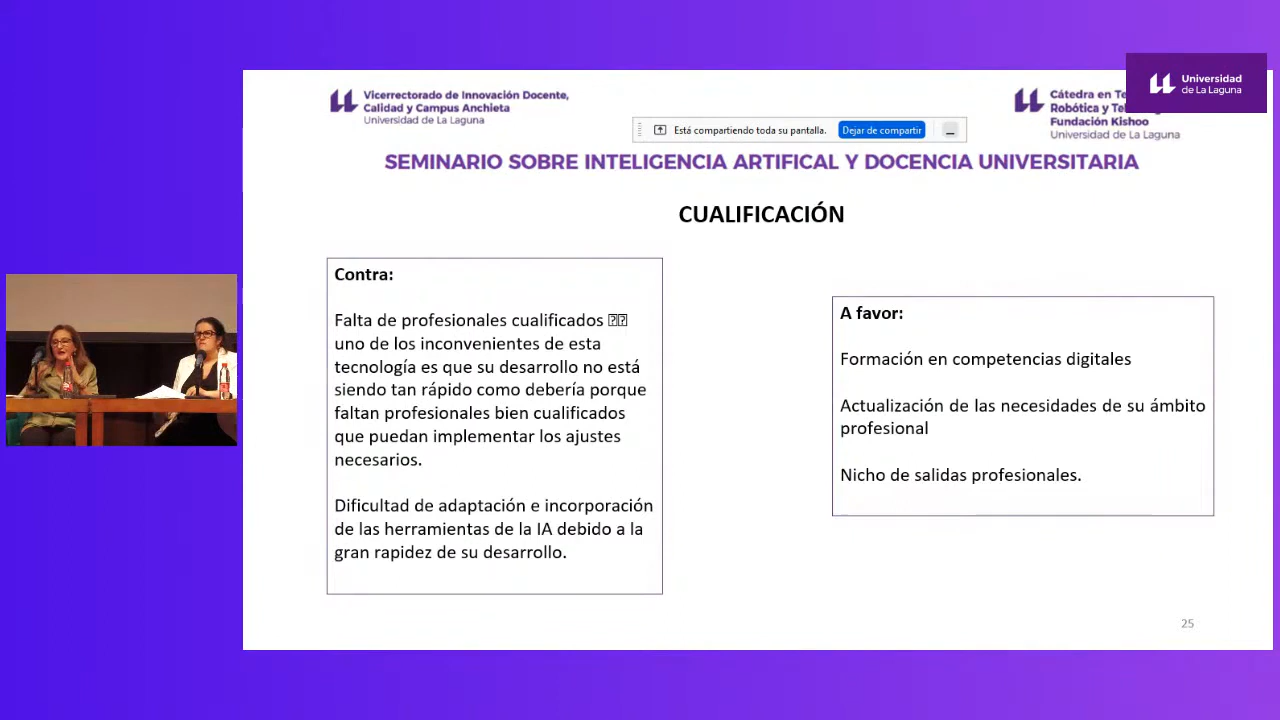 Vicerrectorado de Innovación Docente,
Calidad y Campus Anchieta
Universidad de La Laguna
Está compartiendo toda su pantalla.
Dejar de compartir
Cátedra en
Robótica y
Fundación Kishoo
Universidad de La Laguna
Universidad
de La Laguna
SEMINARIO SOBRE INTELIGENCIA ARTIFICAL Y DOCENCIA UNIVERSITARIA
CUALIFICACIÓN
Contra:
Falta de profesionales cualificados
uno de los inconvenientes de esta
tecnología es que su desarrollo no está
siendo tan rápido como debería porque
faltan profesionales bien cualificados
que puedan implementar los ajustes
necesarios.
Dificultad de adaptación e incorporación
de las herramientas de la IA debido a la
gran rapidez de su desarrollo.
A favor:
Formación en competencias digitales
Actualización de las necesidades de su ámbito
profesional
Nicho de salidas profesionales.
25